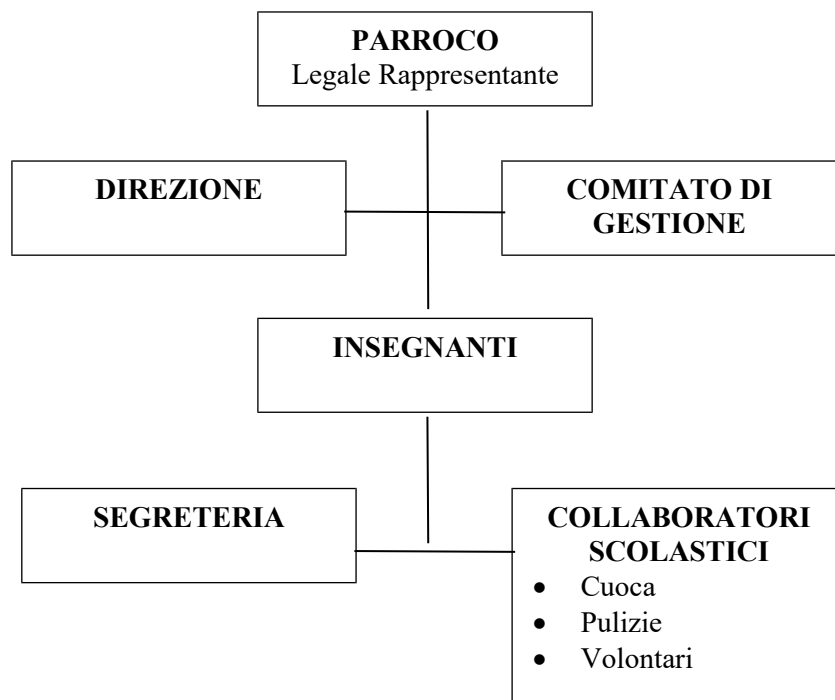 PARROCO
Legale Rappresentante
DIREZIONE
COMITATO DI
GESTIONE
INSEGNANTI
SEGRETERIA
COLLABORATORI
SCOLASTICI
• Cuoca
• Pulizie
• Volontari